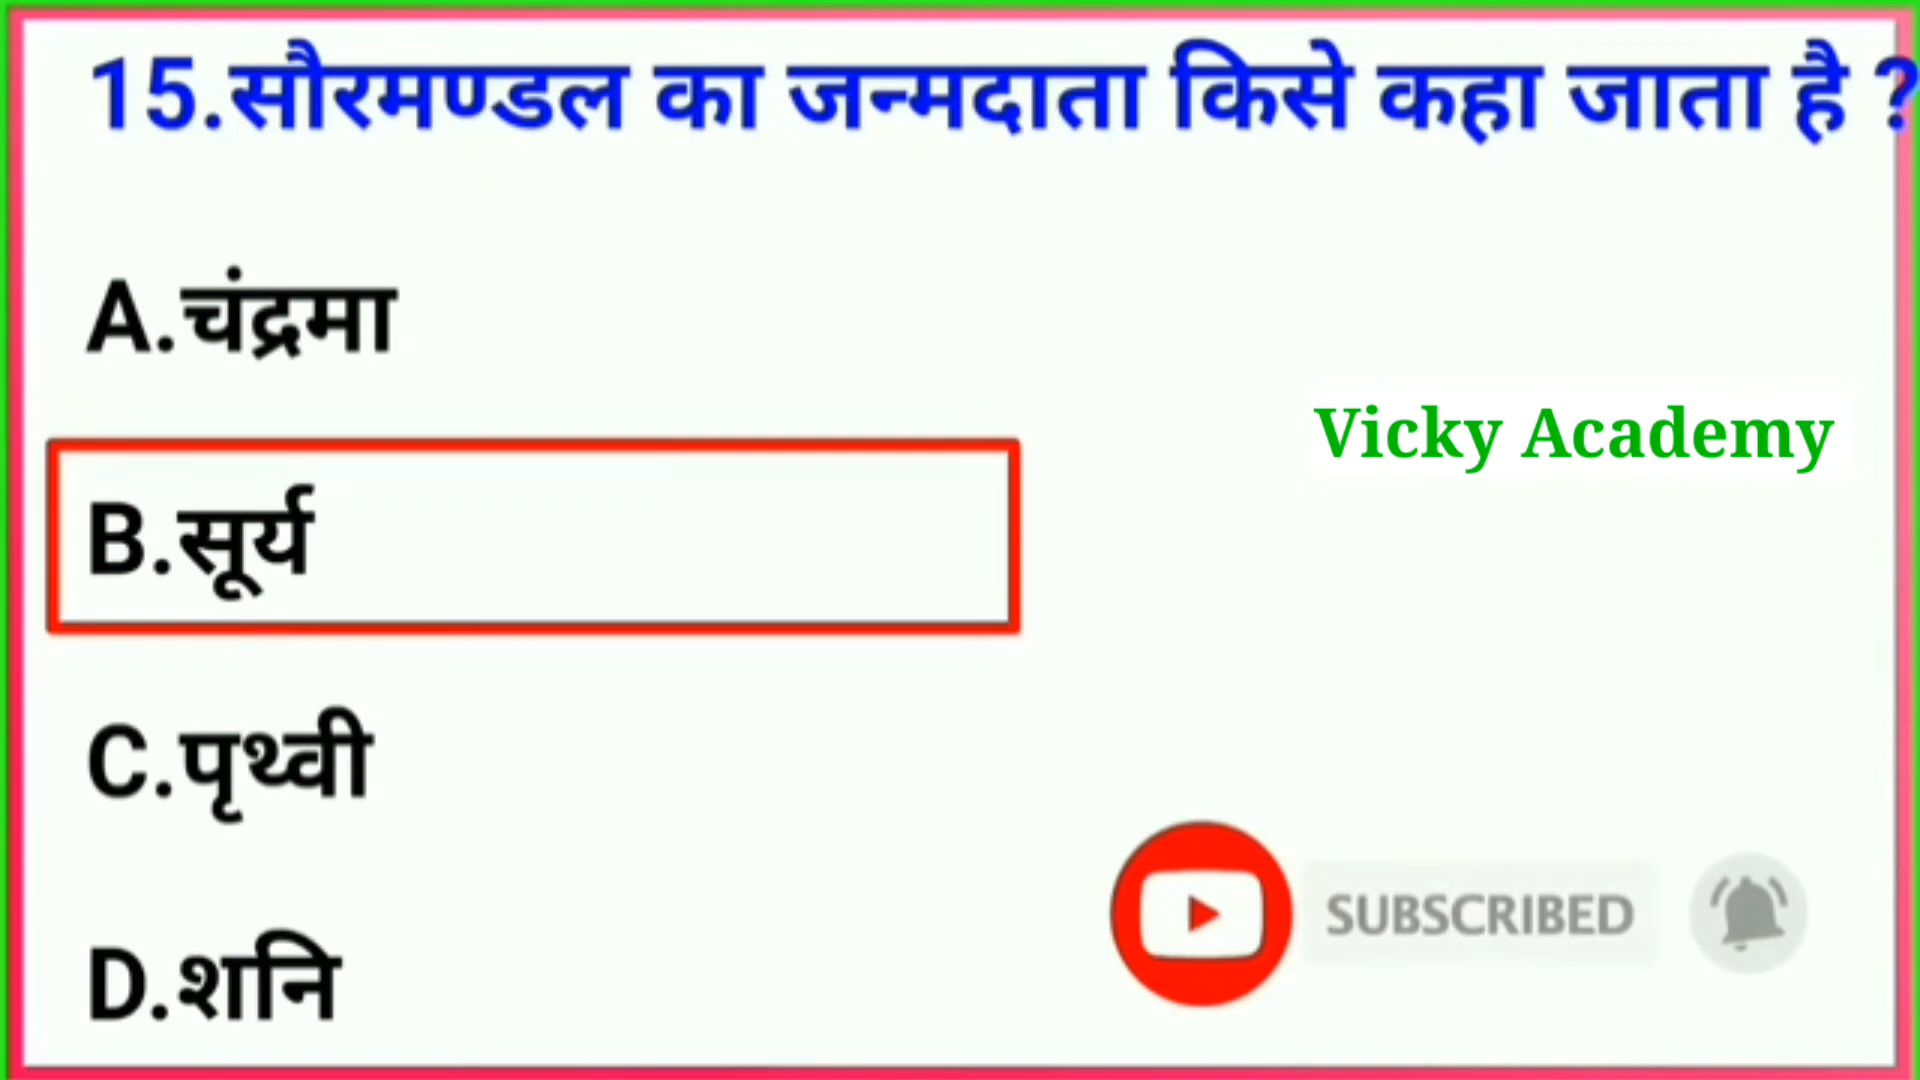 15.सौरमण्डल का जन्मदाता किसे कहा जाता है ?
A.चंद्रमा
Vicky Academy
B.सूर्य
C.पृथ्वी
SUBSCRIBED
D.शनि